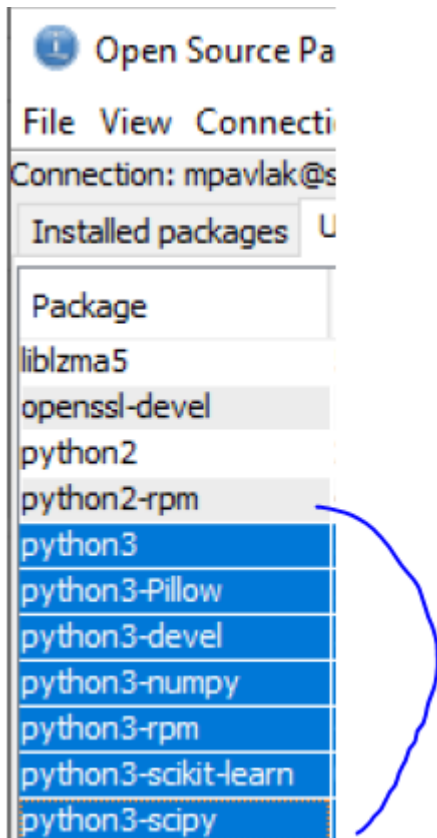 Open Source Pa
File View Connecti
Connection: mpavlak@s
Installed packages U
Package
liblzma5
openssl-devel
python2
python2-rpm
python3
python3-Pillow
python3-devel
python3-numpy
python3-rpm
python3-scikit-learn
python3-scipy